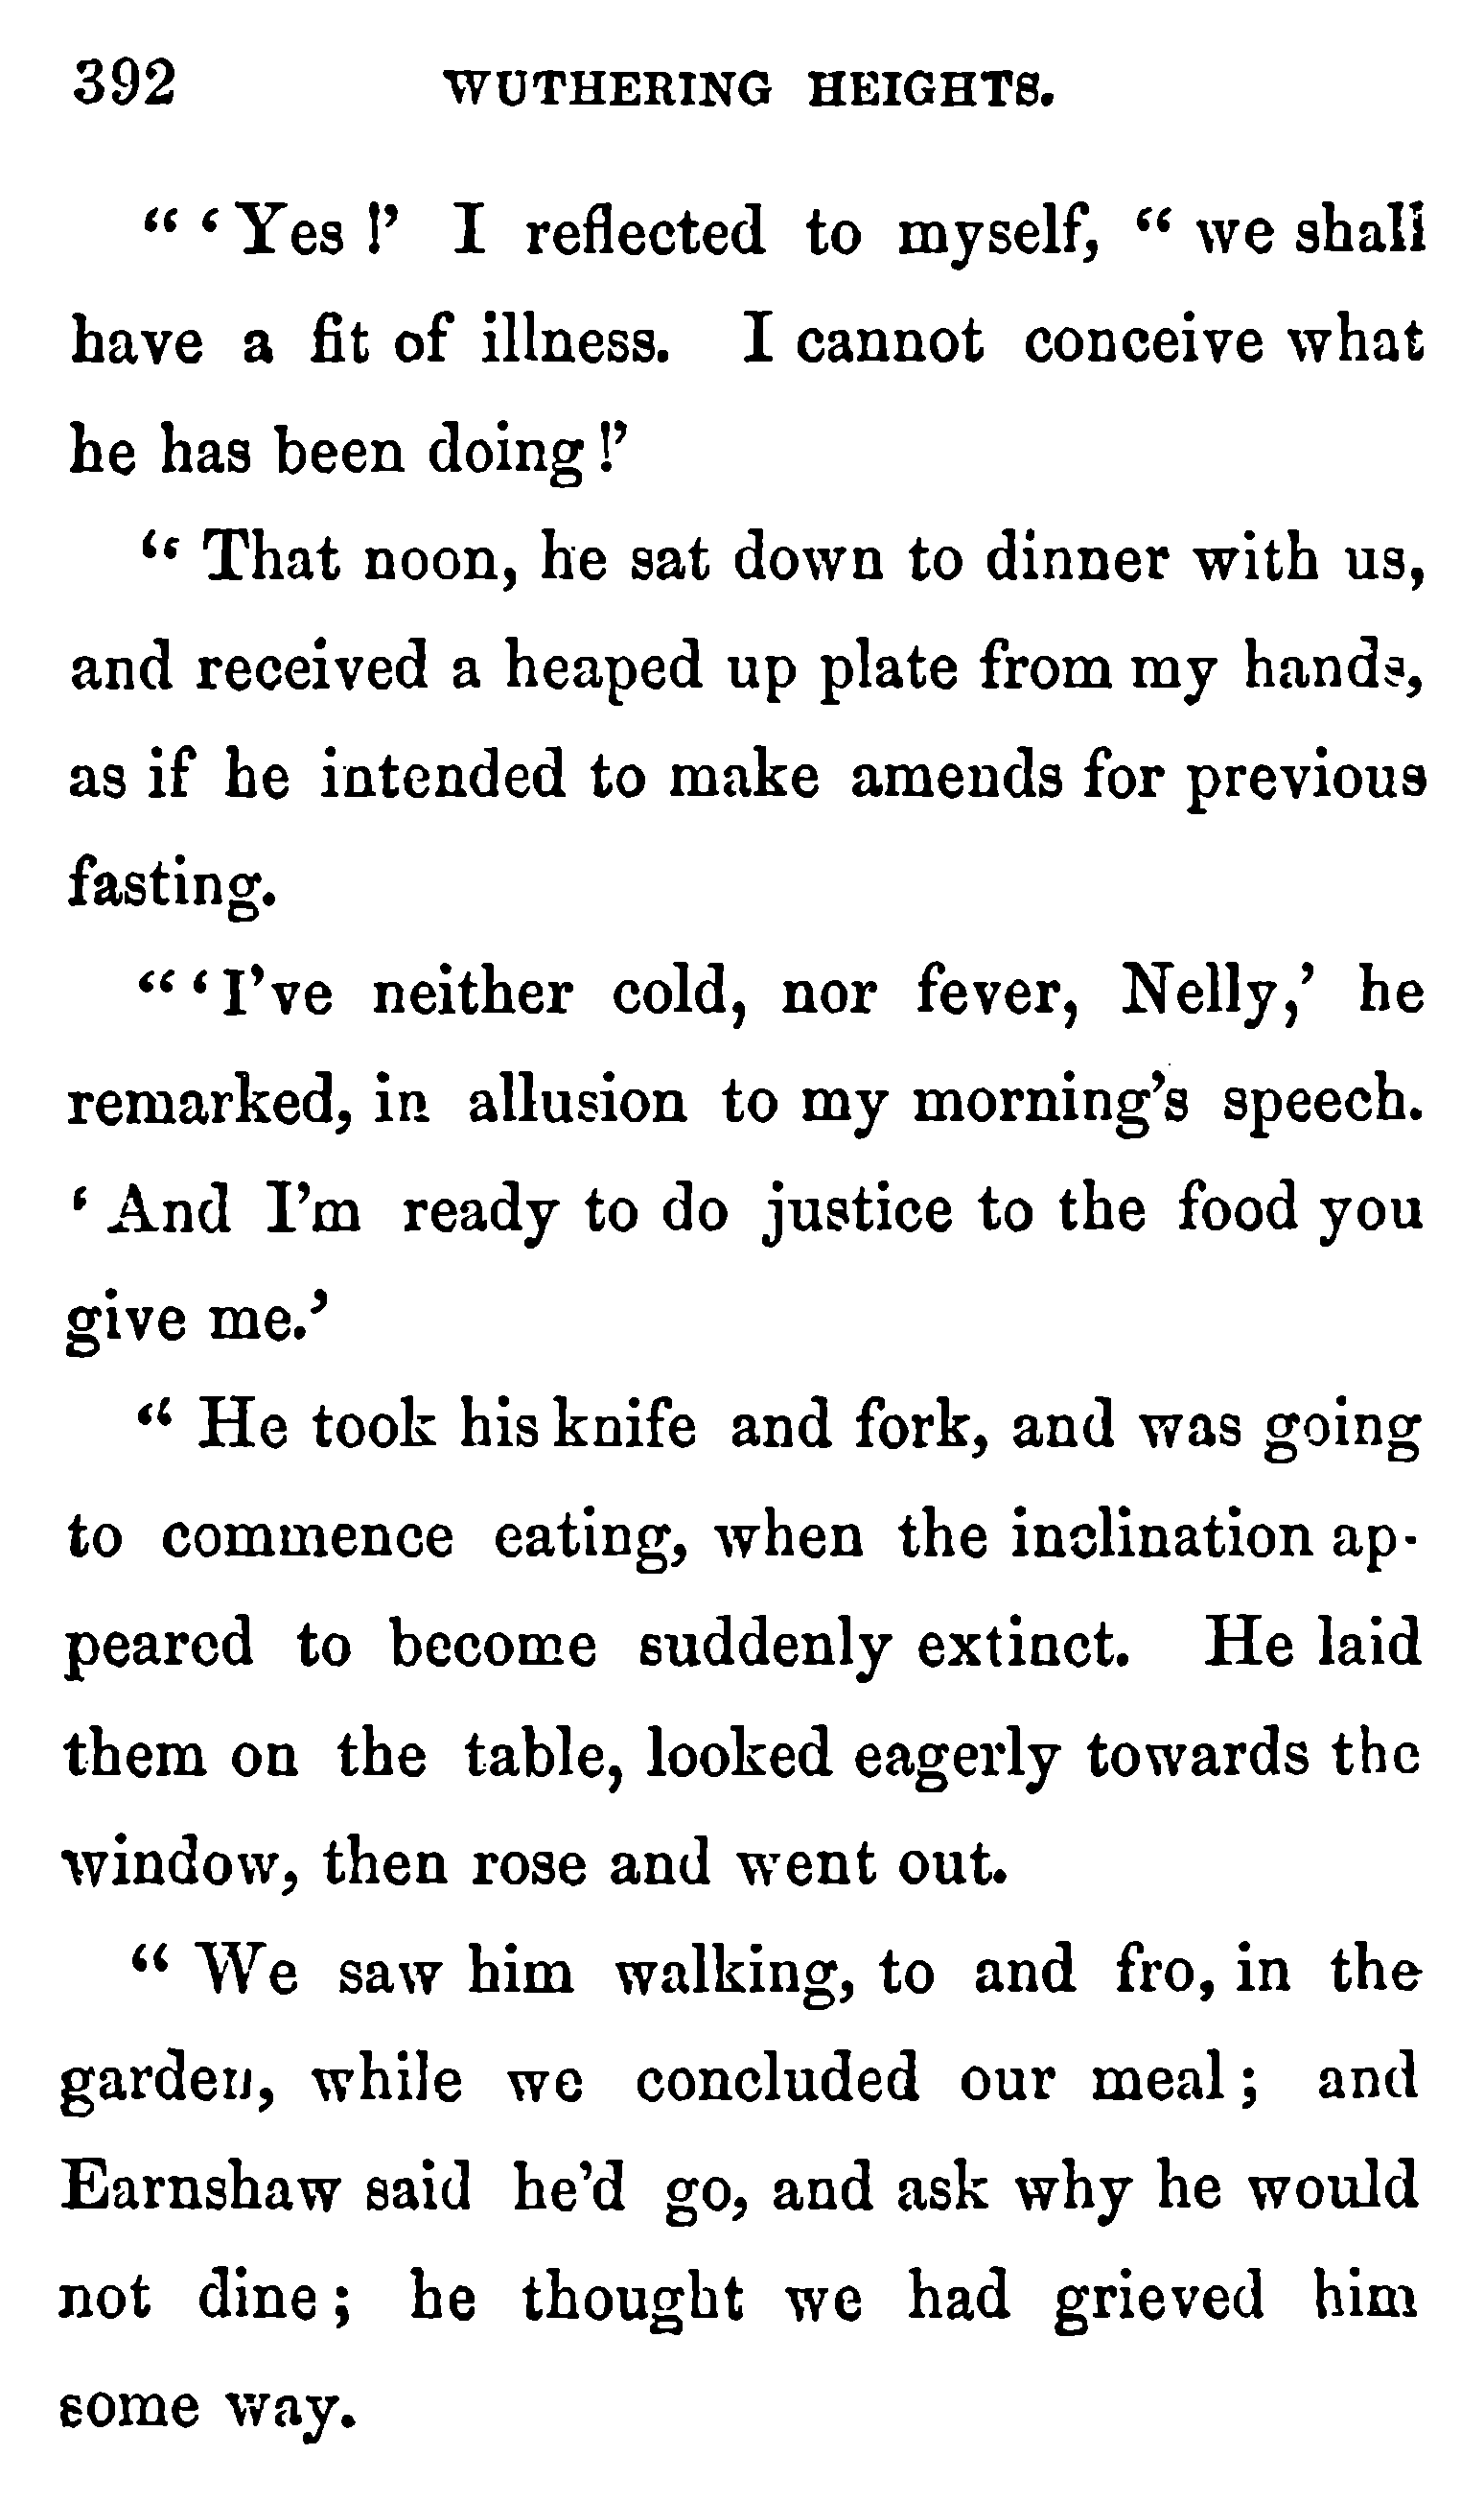 392 WUTHERING HEIGHTS.
“ ‘ Yes !’ I reflected to myself, “ we shall
have a fit of illness. I cannot conceive what
he has been doing !’
“ That noon, he sat down to dinner with us,
and received a heaped up plate from my hands,
as if he intended to make amends for previous
fasting.
“ ‘ I’ve neither cold, nor fever, Nelly,’ he
remarked, in allusion to my morning’s speech.
‘ And I’m ready to do justice to the food you
give me.’
“ He took his knife and fork, and was going
to commence eating, when the inclination ap-
peared to become suddenly extinct. He laid
them on the table, looked eagerly towards the
window, then rose and went out.
“ We saw him walking, to and fro, in the
garden, while we concluded our meal ; and
Earnshaw said he’d go, and ask why he would
not dine ; he thought we had grieved him
some way.